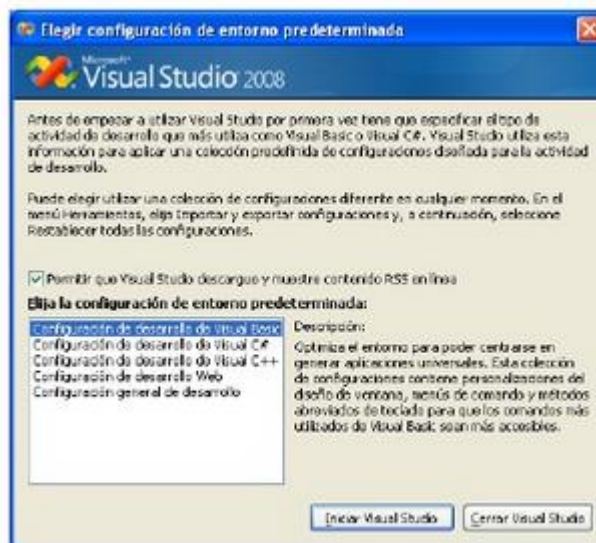 Elegir configuración de entorno predeterminada
Microsoft
Visual Studio 2008
Antes de empezar a utilizar Visual Studio por primera vez tiene que especificar el tipo de
actividad de desarrollo que más utiliza como Visual Basic o Visual C#. Visual Studio utiliza esta
información para aplicar una colección predefinida de configuraciones diseñada para la actividad
de desarrollo.
Puede elegir utilizar una colección de configuraciones diferente en cualquier momento. En el
menú Herramientas, elija Importar y exportar configuraciones y, a continuación, seleccione
Restablecer todas las configuraciones.
Permitir que Visual Studio descargue y muestre contenido RSS en línea
Elija la configuración de entorno predeterminada:
Configuración de desarrollo de Visual Basic
Configuración de desarrollo de Visual C#
Configuración de desarrollo de Visual C++
Configuración de desarrollo Web
Configuración general de desarrollo
Descripción:
Optimiza el entorno para poder centrarse en
generar aplicaciones universales. Esta colección
de configuraciones contiene personalizaciones del
diseño de ventana, menús de comando y métodos
abreviados de teclado para que los comandos más
utilizados de Visual Basic sean más accesibles.
Iniciar Visual Studio
Cerrar Visual Studio